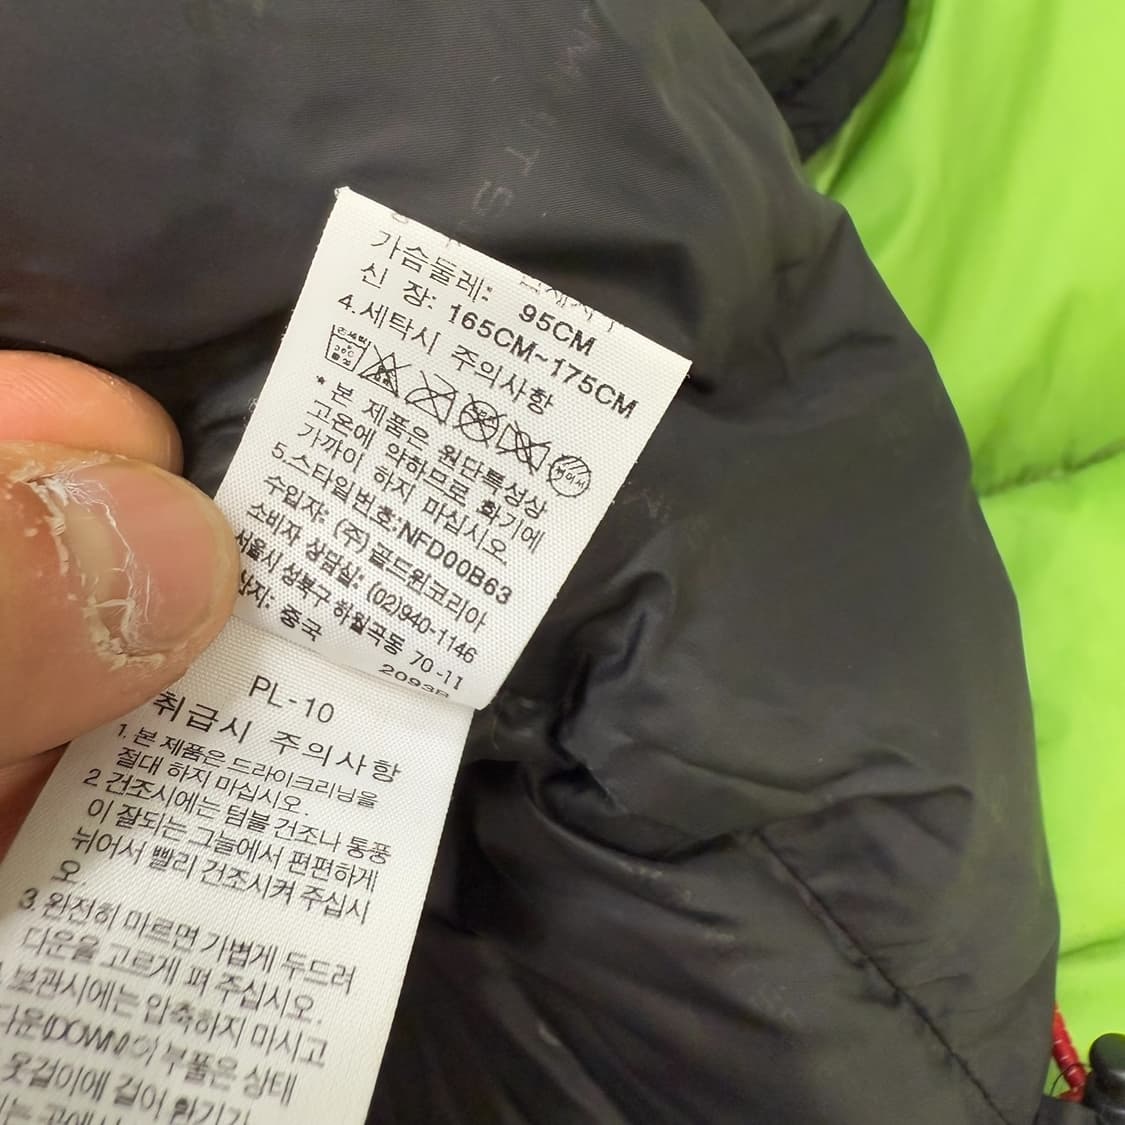 SUMMIT
가슴둘레: 95CM
신 장: 165CM~175CM
4.세탁시 주의사항
* 본 제품은 원단특성상
고온에 약하므로 화기에
가까이 하지 마십시오.
5.스타일번호:NFD00B63
수입자: (주) 골드윈코리아
소비자 상담실: (02)940-1146
서울시 성북구 하월곡동 70-11
중국
2093B
PL-10
취급시 주의사항
1. 본 제품은 드라이크리닝을
절대 하지 마십시오.
2 건조시에는 텀블 건조나 통풍
이 잘되는 그늘에서 편편하게
뉘어서 빨리 건조시켜 주십시
오.
3. 완전히 마르면 가볍게 두드려
다운을 고르게 펴 주십시오.
보관시에는 압축하지 마시고
다운(DOWN)이 부풀은 상태
옷걸이에 걸어 환기가